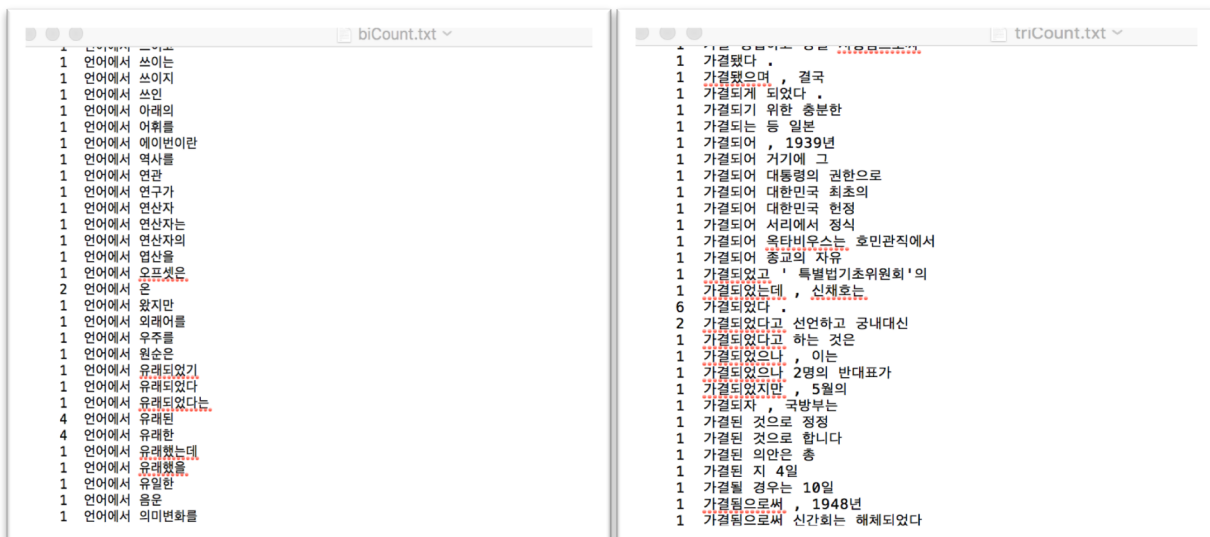 biCount.txt
1 언어에서 쓰이는
1 언어에서 쓰이지
1 언어에서 쓰인
1 언어에서 아래의
1 언어에서 어휘를
1 언어에서 에이번이란
1 언어에서 역사를
1 언어에서 연관
1 언어에서 연구가
1 언어에서 연산자
1 언어에서 연산자는
1 언어에서 연산자의
1 언어에서 엽산을
1 언어에서 오프셋은
2 언어에서 온
1 언어에서 왔지만
1 언어에서 외래어를
1 언어에서 우주를
1 언어에서 원순은
1 언어에서 유래되었기
1 언어에서 유래되었다
1 언어에서 유래되었다는
4 언어에서 유래된
4 언어에서 유래한
1 언어에서 유래했는데
1 언어에서 유래했을
1 언어에서 유일한
1 언어에서 음운
1 언어에서 의미변화를
triCount.txt
1 가결됐다 .
1 가결됐으며 , 결국
1 가결되게 되었다 .
1 가결되기 위한 충분한
1 가결되는 등 일본
1 가결되어 , 1939년
1 가결되어 거기에 그
1 가결되어 대통령의 권한으로
1 가결되어 대한민국 최초의
1 가결되어 대한민국 헌정
1 가결되어 서리에서 정식
1 가결되어 옥타비우스는 호민관직에서
1 가결되어 종교의 자유
1 가결되었고 ' 특별법기초위원회'의
1 가결되었는데 , 신채호는
6 가결되었다 .
2 가결되었다고 선언하고 궁내대신
1 가결되었다고 하는 것은
1 가결되었으나 , 이는
1 가결되었으나 2명의 반대표가
1 가결되었지만 , 5월의
1 가결되자 , 국방부는
1 가결된 것으로 정정
1 가결된 것으로 합니다
1 가결된 의안은 총
1 가결된 지 4일
1 가결될 경우는 10일
1 가결됨으로써 , 1948년
1 가결됨으로써 신간회는 해체되었다